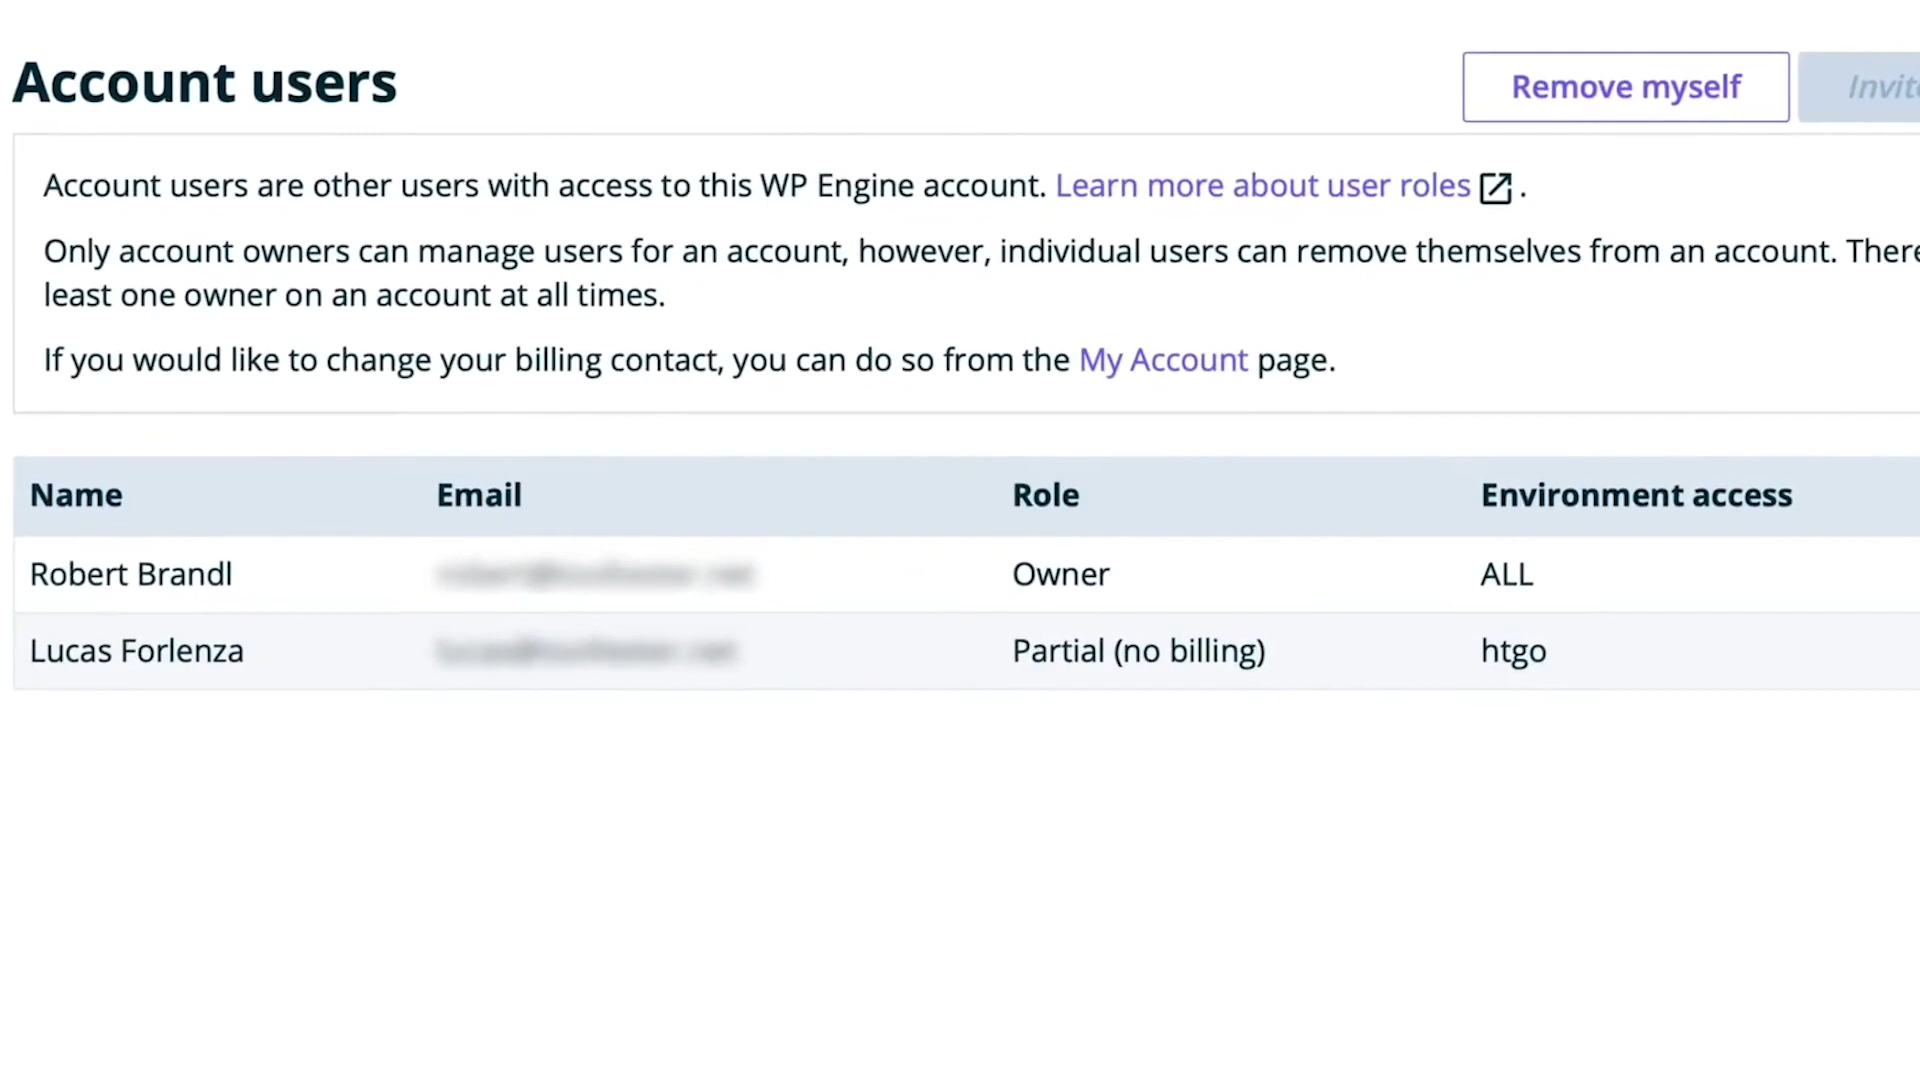 Account users
Remove myself
Account users are other users with access to this WP Engine account. Learn more about user roles.
Only account owners can manage users for an account, however, individual users can remove themselves from an account.
least one owner on an account at all times.
If you would like to change your billing contact, you can do so from the My Account page.
Name Email Role Environment access
Robert Brandl Owner ALL
Lucas Forlenza Partial (no billing) htgo